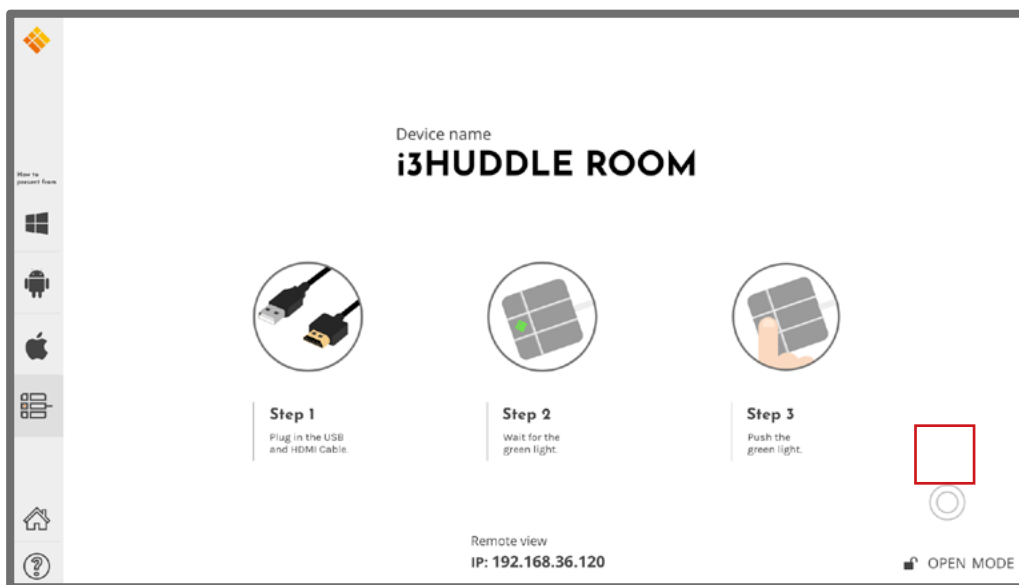 Device name
i3HUDDLE ROOM
How to
present from
Step 1
Plug in the USB
and HDMI Cable.
Step 2
Wait for the
green light.
Step 3
Push the
green light.
Remote view
IP: 192.168.36.120
OPEN MODE